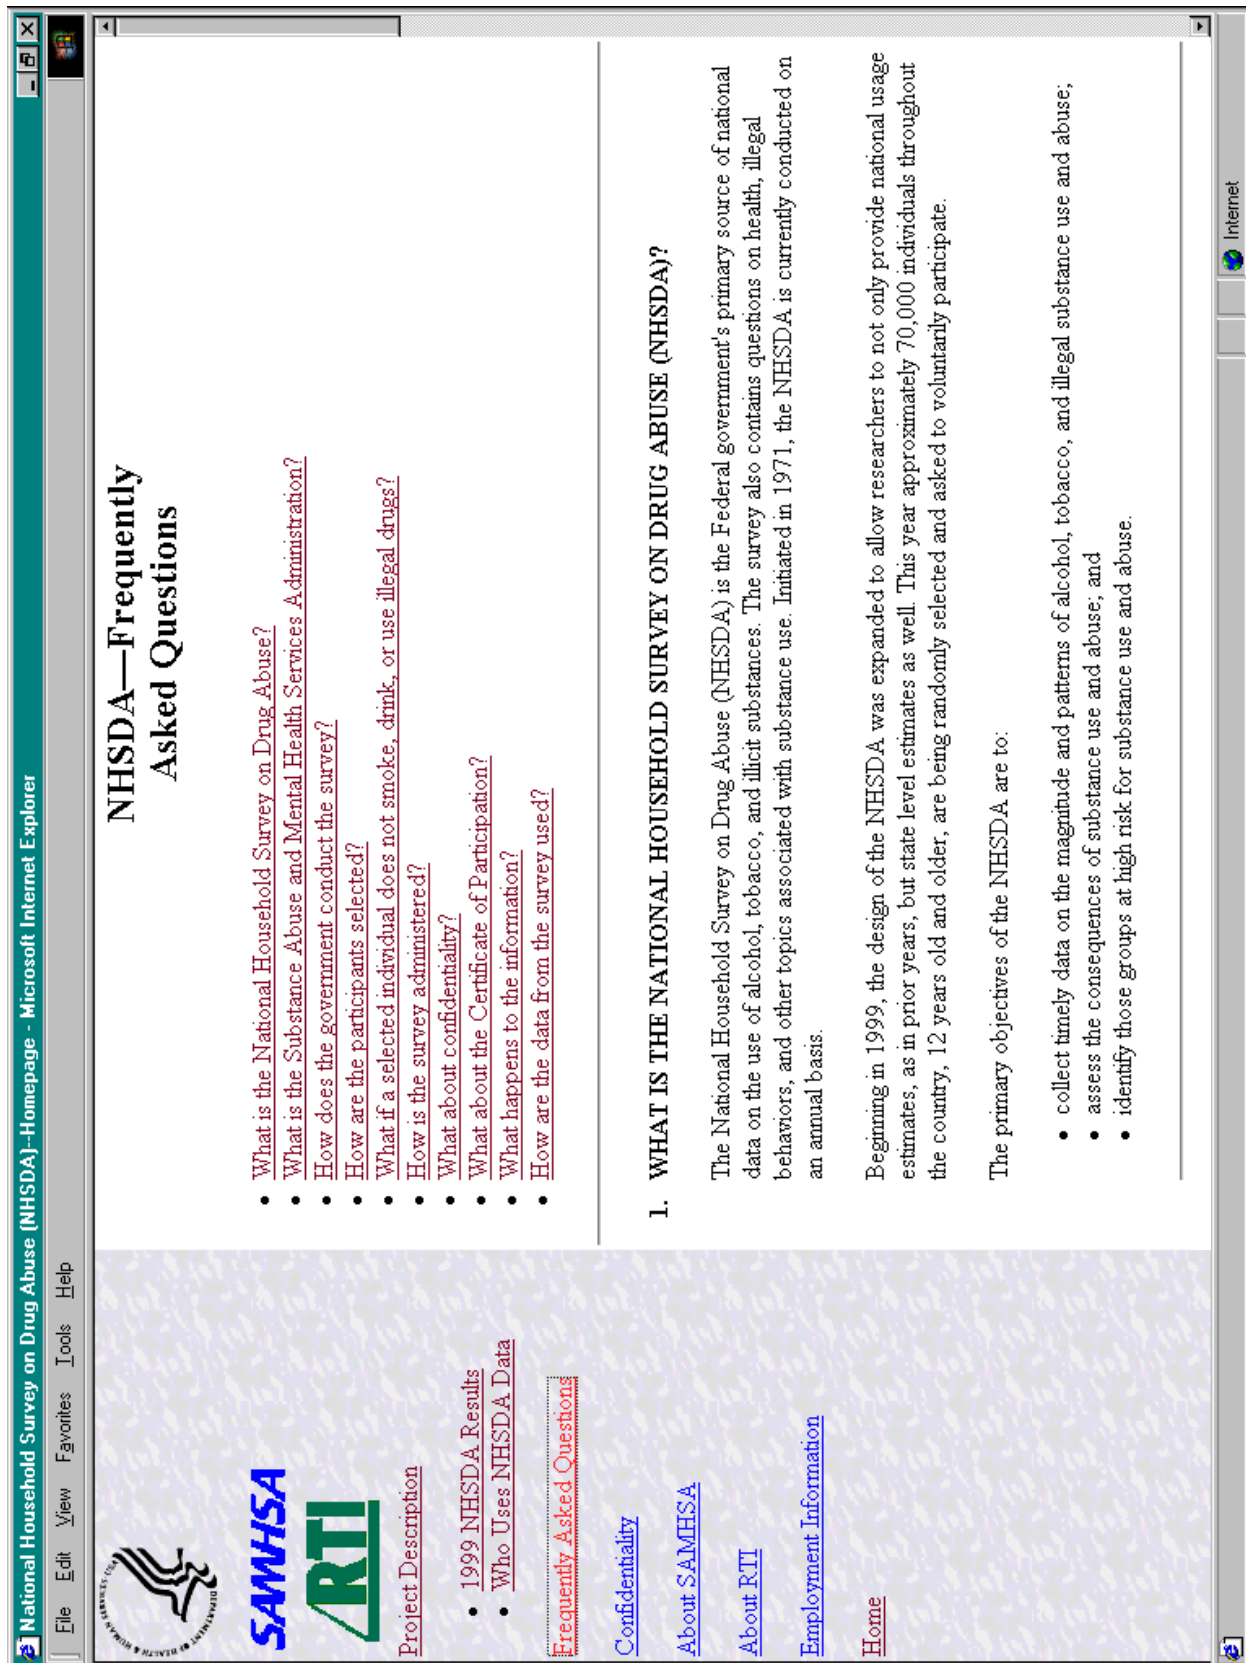 National Household Survey on Drug Abuse (NHSDA)--Homepage - Microsoft Internet Explorer
File Edit View Favorites Tools Help
DEPARTMENT OF HEALTH & HUMAN SERVICES · USA
SAMHSA
RTI
Project Description
• 1999 NHSDA Results
• Who Uses NHSDA Data
Frequently Asked Questions
Confidentiality
About SAMHSA
About RTI
Employment Information
Home
NHSDA—Frequently
Asked Questions
• What is the National Household Survey on Drug Abuse?
• What is the Substance Abuse and Mental Health Services Administration?
• How does the government conduct the survey?
• How are the participants selected?
• What if a selected individual does not smoke, drink, or use illegal drugs?
• How is the survey administered?
• What about confidentiality?
• What about the Certificate of Participation?
• What happens to the information?
• How are the data from the survey used?
1. WHAT IS THE NATIONAL HOUSEHOLD SURVEY ON DRUG ABUSE (NHSDA)?
The National Household Survey on Drug Abuse (NHSDA) is the Federal government's primary source of national
data on the use of alcohol, tobacco, and illicit substances. The survey also contains questions on health, illegal
behaviors, and other topics associated with substance use. Initiated in 1971, the NHSDA is currently conducted on
an annual basis.
Beginning in 1999, the design of the NHSDA was expanded to allow researchers to not only provide national usage
estimates, as in prior years, but state level estimates as well. This year approximately 70,000 individuals throughout
the country, 12 years old and older, are being randomly selected and asked to voluntarily participate.
The primary objectives of the NHSDA are to:
• collect timely data on the magnitude and patterns of alcohol, tobacco, and illegal substance use and abuse;
• assess the consequences of substance use and abuse; and
• identify those groups at high risk for substance use and abuse.
Internet